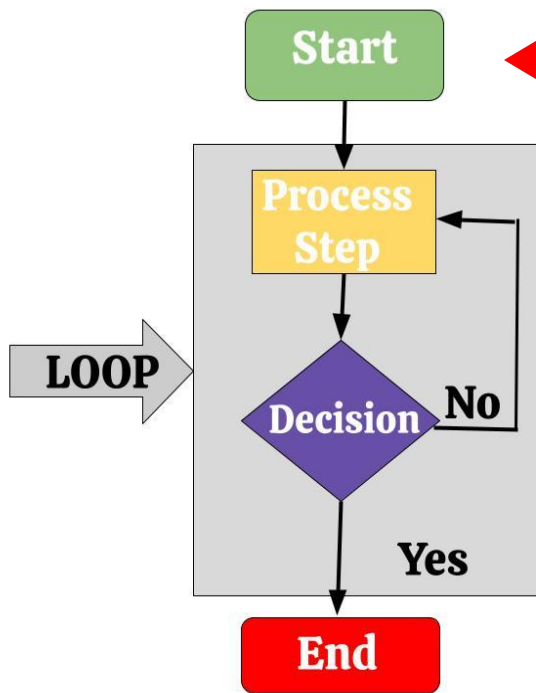 Start
Process
Step
LOOP
Decision
No
Yes
End